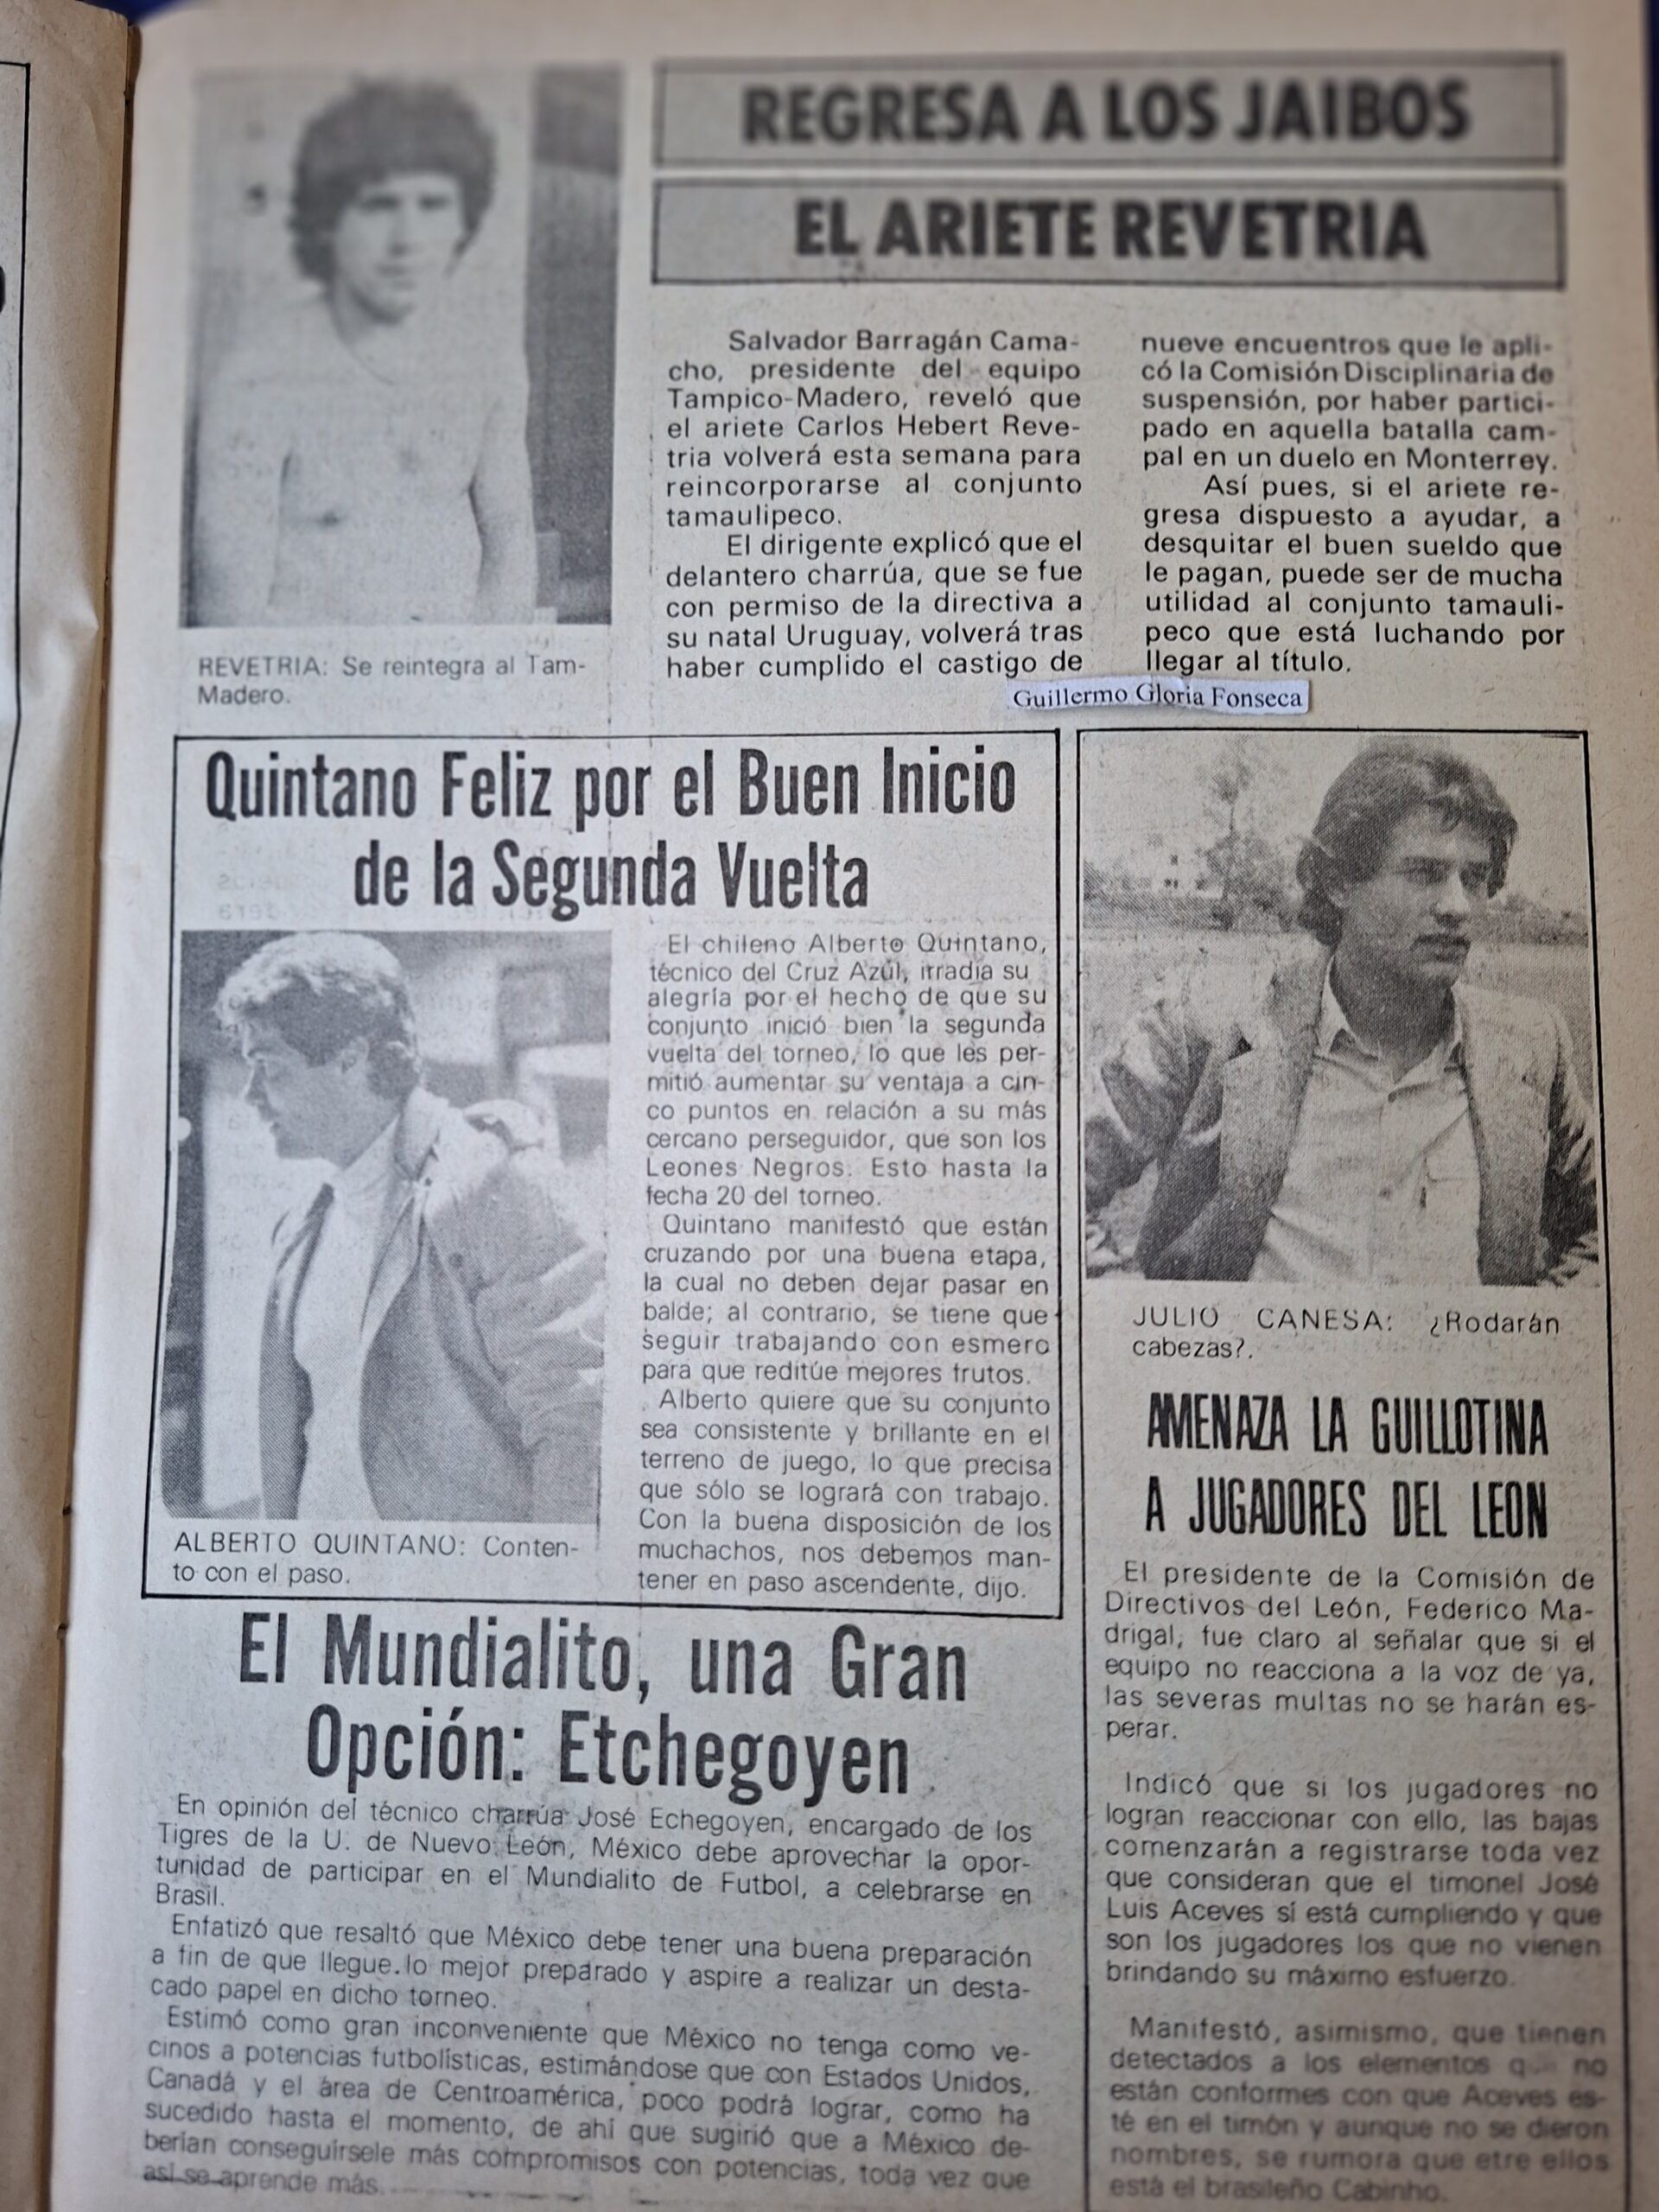 REGRESA A LOS JAIBOS
EL ARIETE REVETRIA
REVETRIA: Se reintegra al Tam-
Madero.
Salvador Barragán Cama-
cho, presidente del equipo
Tampico-Madero, reveló que
el ariete Carlos Hebert Reve-
tria volverá esta semana para
reincorporarse al conjunto
tamaulipeco.
El dirigente explicó que el
delantero charrúa, que se fue
con permiso de la directiva a
su natal Uruguay, volverá tras
haber cumplido el castigo de
nueve encuentros que le apli-
có la Comisión Disciplinaria de
suspensión, por haber partici-
pado en aquella batalla cam-
pal en un duelo en Monterrey.
Así pues, si el ariete re-
gresa dispuesto a ayudar, a
desquitar el buen sueldo que
le pagan, puede ser de mucha
utilidad al conjunto tamauli-
peco que está luchando por
llegar al título.
Guillermo Gloria Fonseca
Quintano Feliz por el Buen Inicio
de la Segunda Vuelta
ALBERTO QUINTANO: Conten-
to con el paso.
El chileno Alberto Quintano,
técnico del Cruz Azúl, irradia su
alegría por el hecho de que su
conjunto inició bien la segunda
vuelta del torneo, lo que les per-
mitió aumentar su ventaja a cin-
co puntos en relación a su más
cercano perseguidor, que son los
Leones Negros. Esto hasta la
fecha 20 del torneo.
Quintano manifestó que están
cruzando por una buena etapa,
la cual no deben dejar pasar en
balde; al contrario, se tiene que
seguir trabajando con esmero
para que reditúe mejores frutos.
Alberto quiere que su conjunto
sea consistente y brillante en el
terreno de juego, lo que precisa
que sólo se logrará con trabajo.
Con la buena disposición de los
muchachos, nos debemos man-
tener en paso ascendente, dijo.
JULIO CANESA: ¿Rodarán
cabezas?.
AMENAZA LA GUILLOTINA
A JUGADORES DEL LEON
El presidente de la Comisión de
Directivos del León, Federico Ma-
drigal, fue claro al señalar que si el
equipo no reacciona a la voz de ya,
las severas multas no se harán es-
perar.
Indicó que si los jugadores no
logran reaccionar con ello, las bajas
comenzarán a registrarse toda vez
que consideran que el timonel José
Luis Aceves sí está cumpliendo y que
son los jugadores los que no vienen
brindando su máximo esfuerzo.
Manifestó, asimismo, que tienen
detectados a los elementos no
están conformes con que Aceves es-
té en el timón y aunque no se dieron
nombres, se rumora que etre ellos
está el brasileño Cabinho.
El Mundialito, una Gran
Opción: Etchegoyen
En opinión del técnico charrúa José Echegoyen, encargado de los
Tigres de la U. de Nuevo León, México debe aprovechar la opor-
tunidad de participar en el Mundialito de Futbol, a celebrarse en
Brasil.
Enfatizó que resaltó que México debe tener una buena preparación
a fin de que llegue lo mejor preparado y aspire a realizar un desta-
cado papel en dicho torneo.
Estimó como gran inconveniente que México no tenga como ve-
cinos a potencias futbolísticas, estimándose que con Estados Unidos,
Canadá y el área de Centroamérica, poco podrá lograr, como ha
sucedido hasta el momento, de ahí que sugirió que a México de-
berían conseguírsele más compromisos con potencias, toda vez que
así se aprende más.